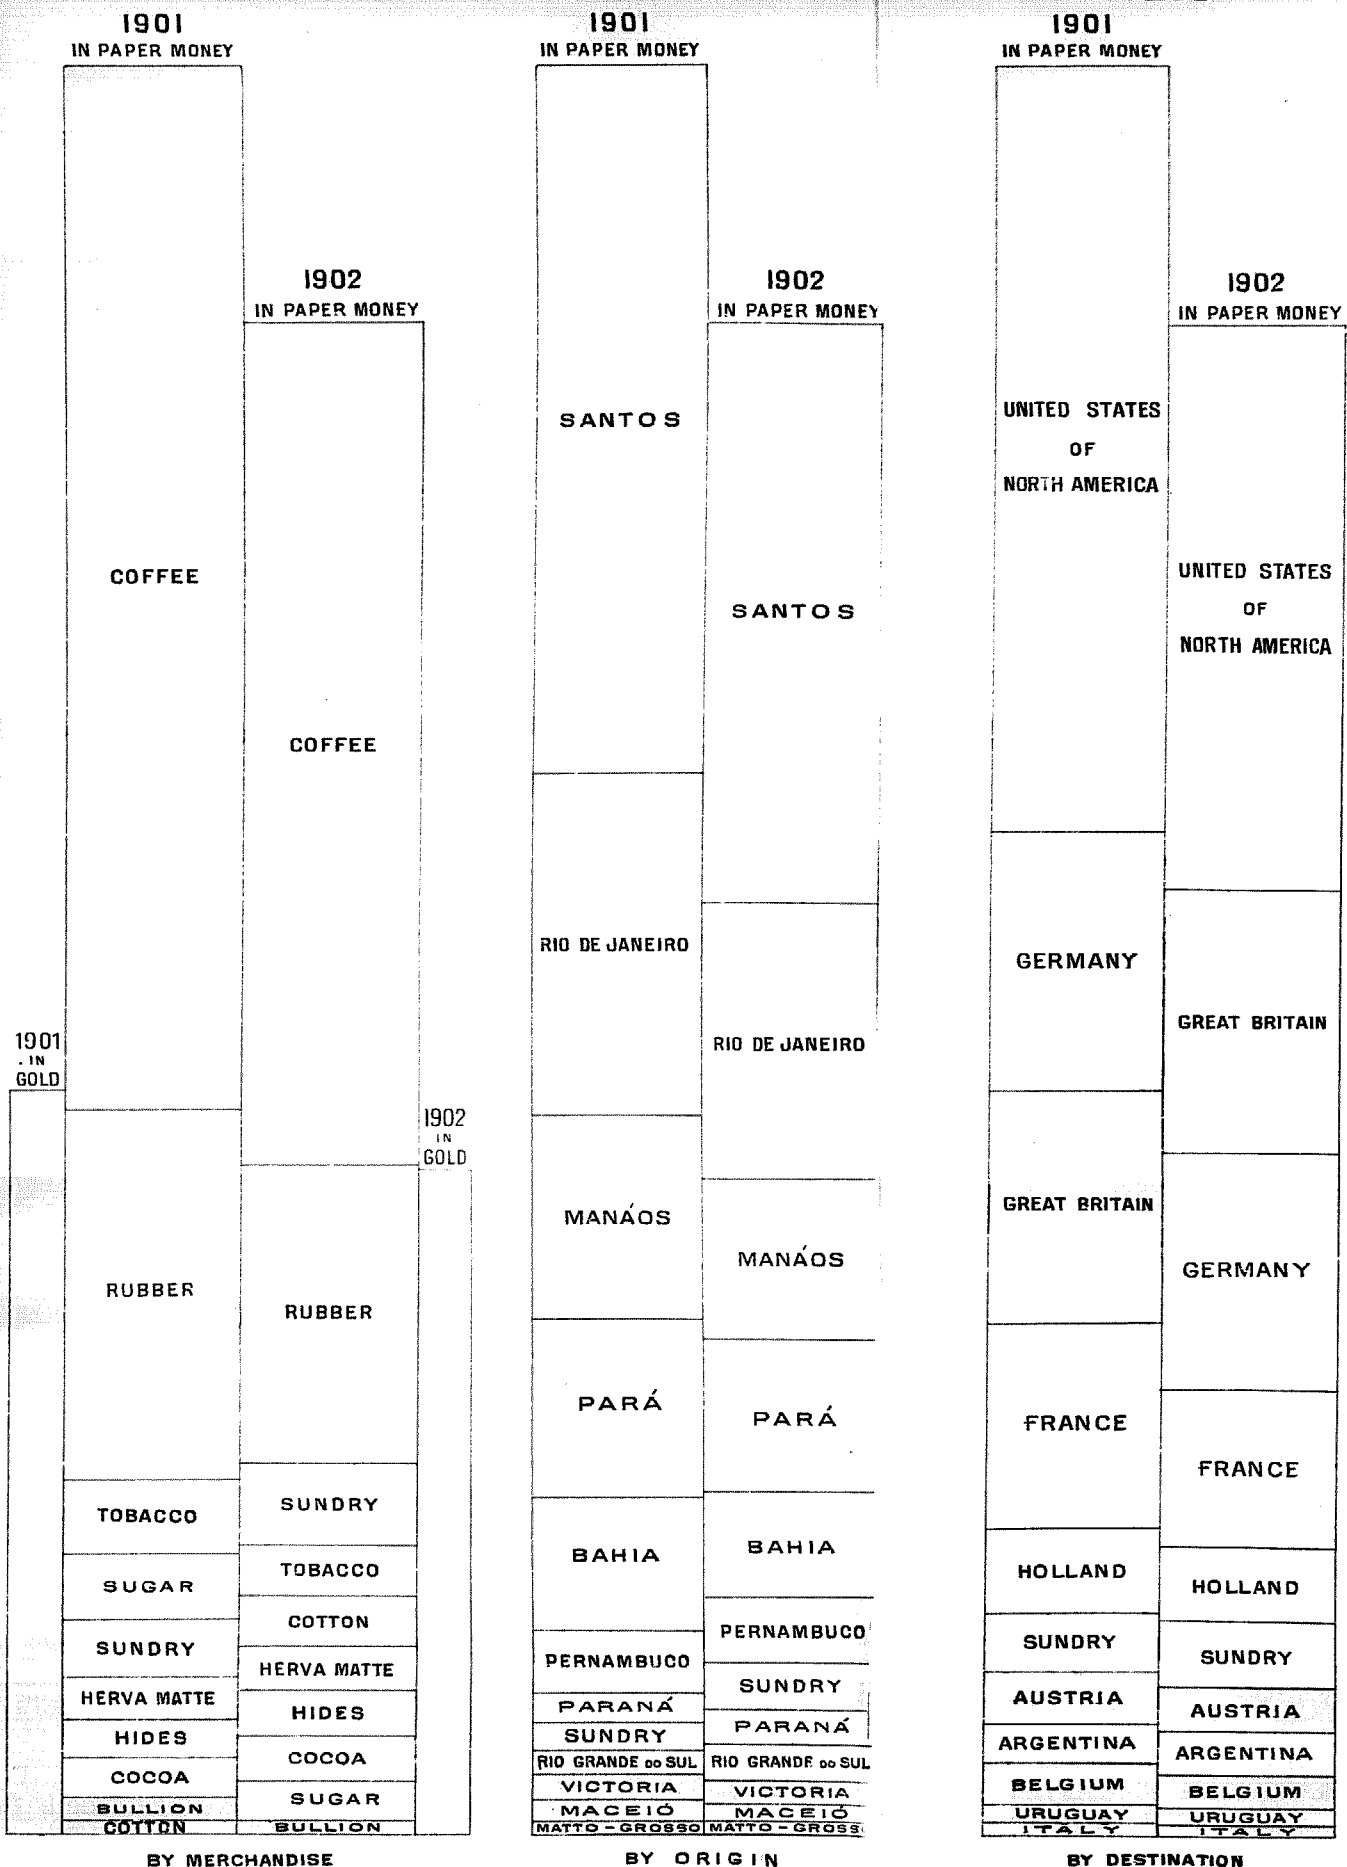 1901
IN PAPER MONEY
COFFEE
RUBBER
TOBACCO
SUGAR
SUNDRY
HERVA MATTE
HIDES
COCOA
BULLION
COTTON
1902
IN PAPER MONEY
COFFEE
RUBBER
SUNDRY
TOBACCO
COTTON
HERVA MATTE
HIDES
COCOA
SUGAR
BULLION
1901
IN
GOLD
1902
IN
GOLD
BY MERCHANDISE
1901
IN PAPER MONEY
SANTOS
RIO DE JANEIRO
MANÁOS
PARÁ
BAHIA
PERNAMBUCO
PARANÁ
SUNDRY
RIO GRANDE DO SUL
VICTORIA
MACEIÓ
MATTO-GROSSO
1902
IN PAPER MONEY
SANTOS
RIO DE JANEIRO
MANÁOS
PARÁ
BAHIA
PERNAMBUCO
SUNDRY
PARANÁ
RIO GRANDE DO SUL
VICTORIA
MACEIÓ
MATTO-GROSS
BY ORIGIN
1901
IN PAPER MONEY
UNITED STATES
OF
NORTH AMERICA
GERMANY
GREAT BRITAIN
FRANCE
HOLLAND
SUNDRY
AUSTRIA
ARGENTINA
BELGIUM
URUGUAY
ITALY
1902
IN PAPER MONEY
UNITED STATES
OF
NORTH AMERICA
GREAT BRITAIN
GERMANY
FRANCE
HOLLAND
SUNDRY
AUSTRIA
ARGENTINA
BELGIUM
URUGUAY
ITALY
BY DESTINATION